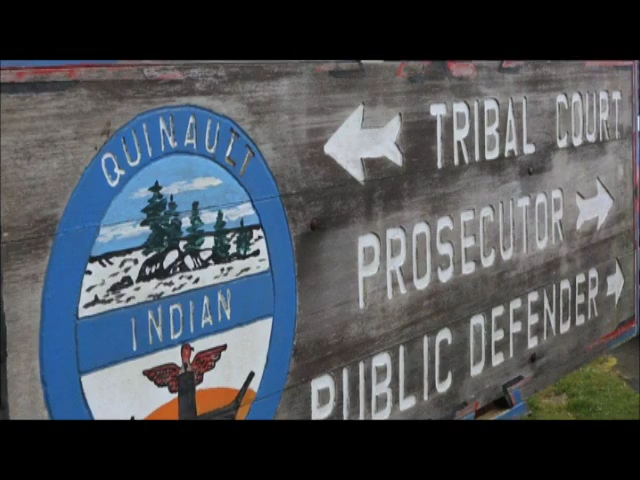 QUINAULT
INDIAN
TRIBAL COURT
PROSECUTOR
PUBLIC DEFENDER